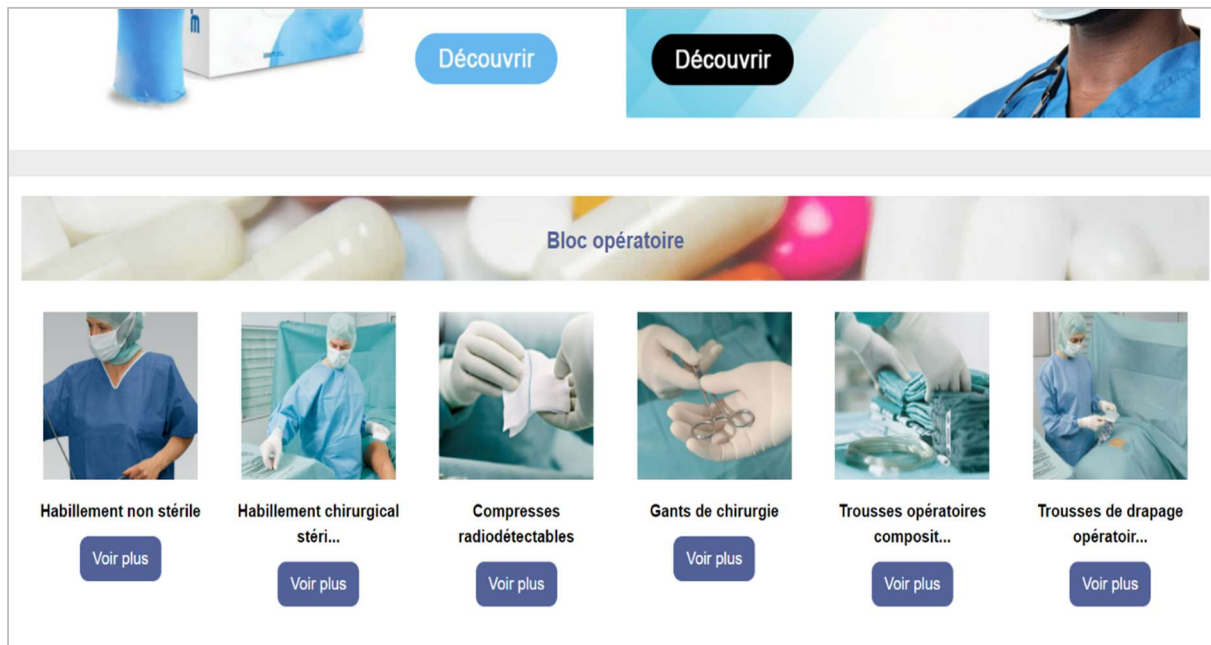 Découvrir
Découvrir
Bloc opératoire
Habillement non stérile
Voir plus
Habillement chirurgical
stéri...
Voir plus
Compresses
radiodétectables
Voir plus
Gants de chirurgie
Voir plus
Trousses opératoires
composit...
Voir plus
Trousses de drapage
opératoir...
Voir plus